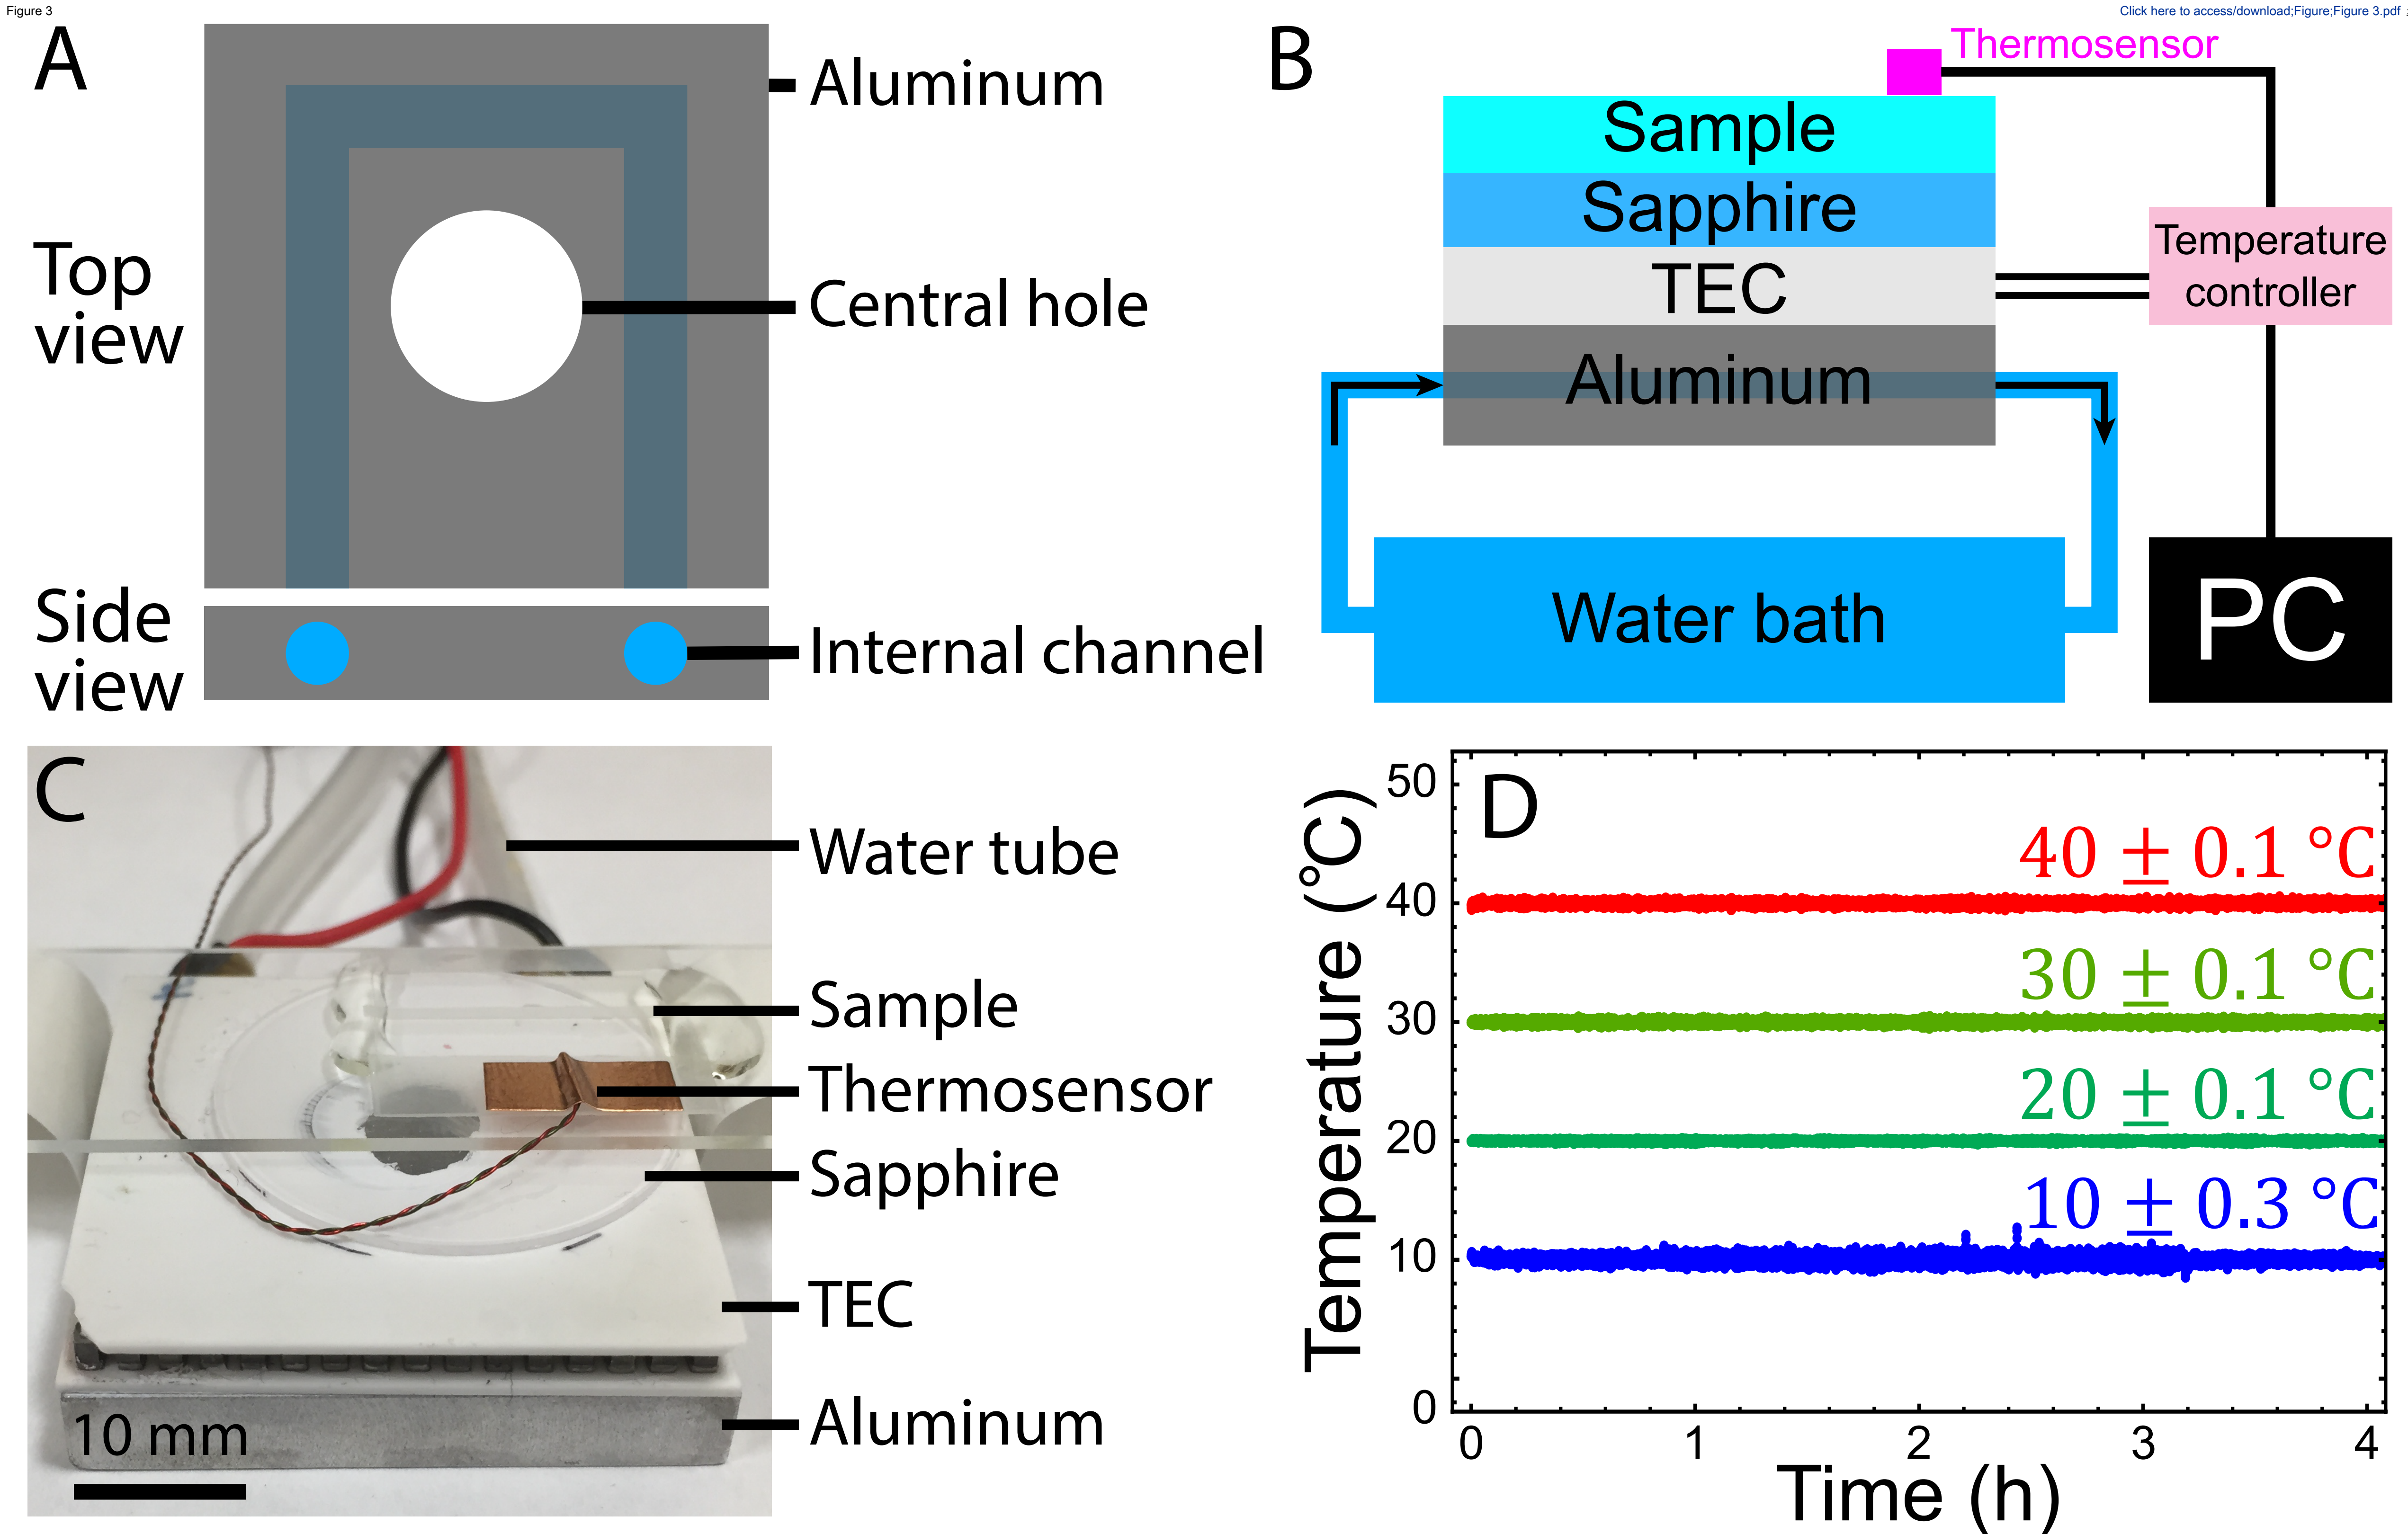 Figure 3
Click here to access/download;Figure;Figure 3.pdf
A
Aluminum
Top
view
Central hole
Side
view
Internal channel
B
Thermosensor
Sample
Sapphire
TEC
Aluminum
Temperature
controller
Water bath
PC
C
Water tube
Sample
Thermosensor
Sapphire
TEC
Aluminum
10 mm
D
Temperature (°C)
50
40
30
20
10
0
40 ± 0.1 °C
30 ± 0.1 °C
20 ± 0.1 °C
10 ± 0.3 °C
0 1 2 3 4
Time (h)